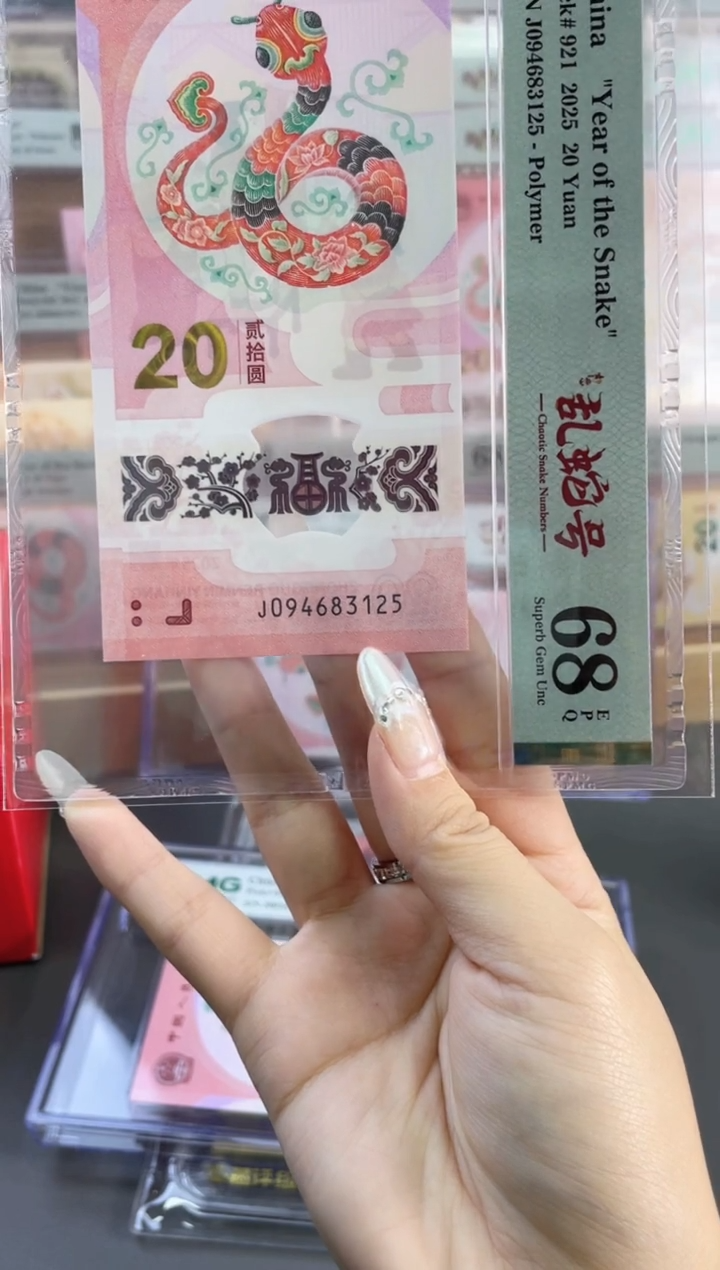 20
贰拾圆
J094683125
hina "Year of the Snake"
ck# 921 2025 20 Yuan
N J094683125 - Polymer
乱蛇号
Chaotic Snake Numbers
68
EPQ
Superb Gem Unc